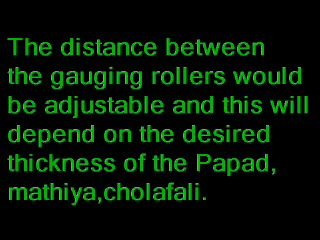 The distance between
the gauging rollers would
be adjustable and this will
depend on the desired
thickness of the Papad,
mathiya,cholafali.